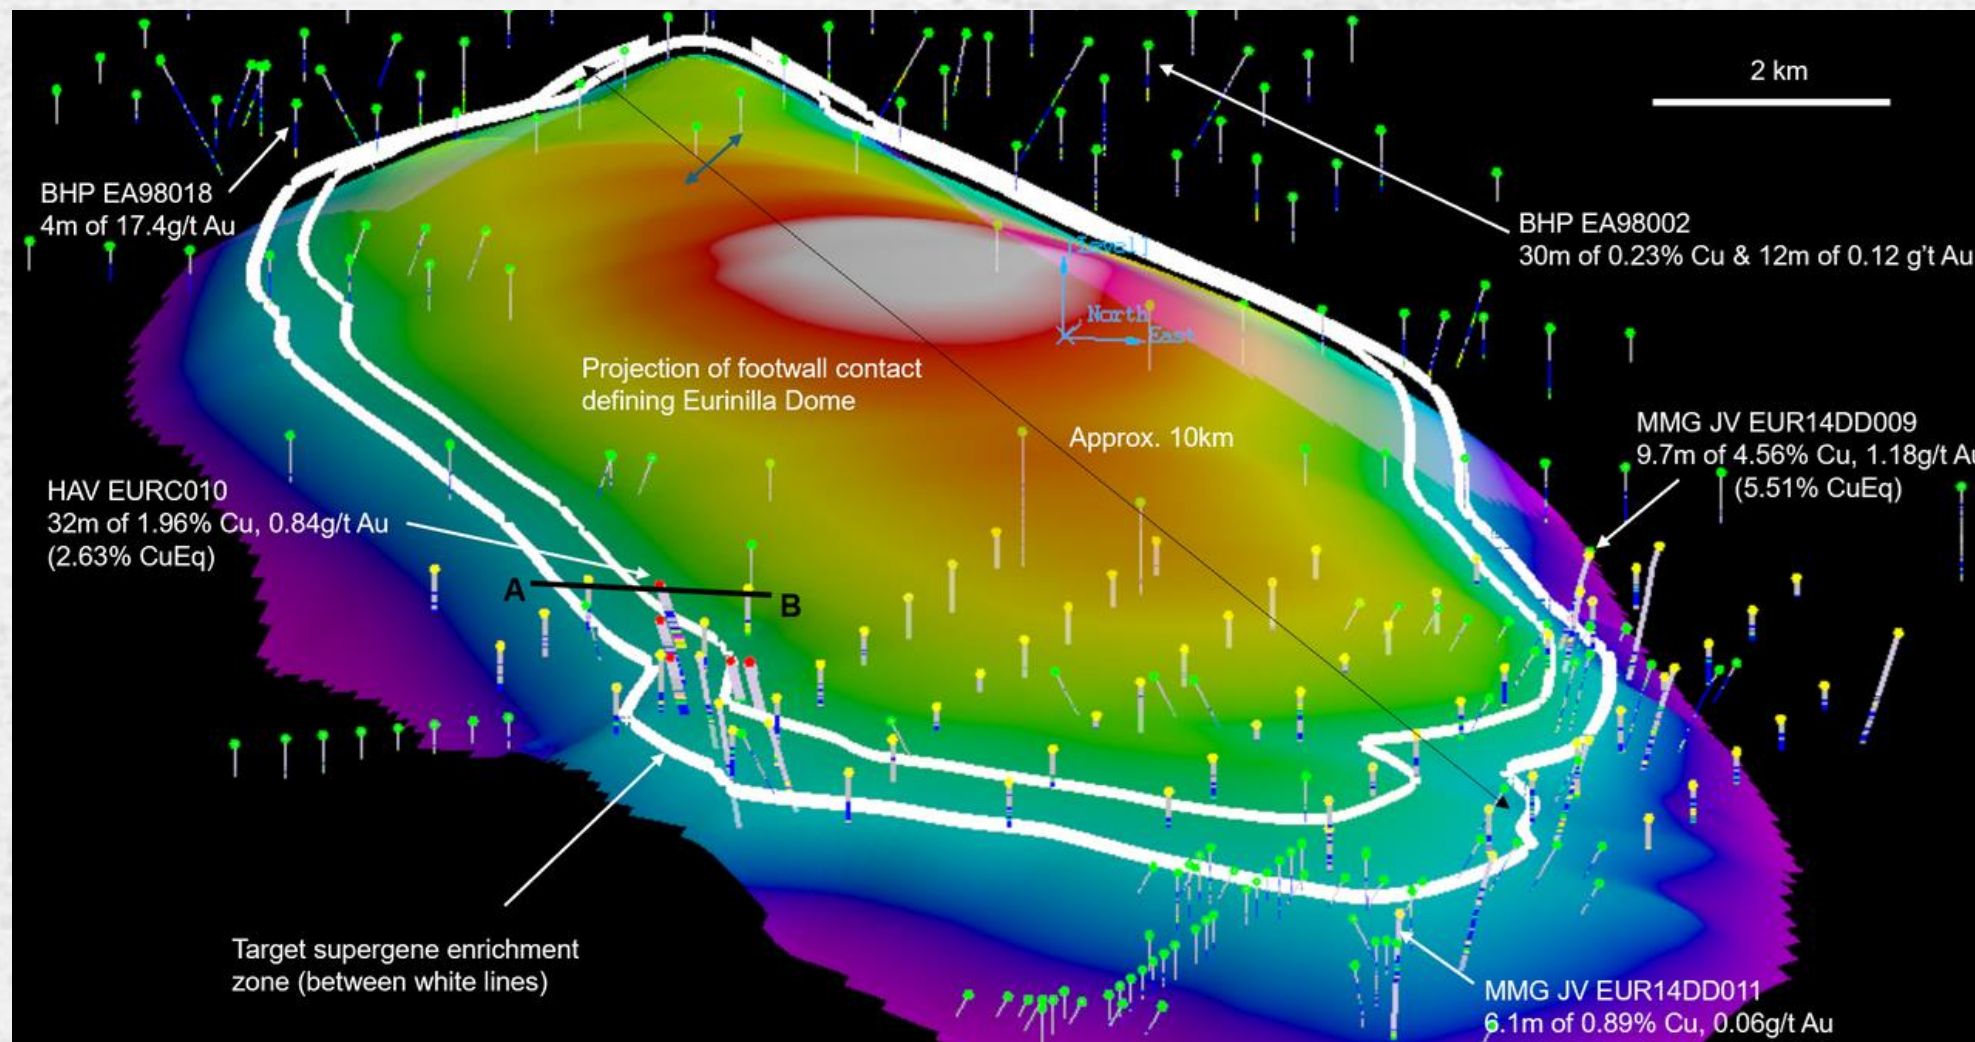 2 km
BHP EA98018
4m of 17.4g/t Au
BHP EA98002
30m of 0.23% Cu & 12m of 0.12 g't Au
[Level]
North
East
Projection of footwall contact
defining Eurinilla Dome
Approx. 10km
MMG JV EUR14DD009
9.7m of 4.56% Cu, 1.18g/t Au
(5.51% CuEq)
HAV EURC010
32m of 1.96% Cu, 0.84g/t Au
(2.63% CuEq)
A
B
Target supergene enrichment
zone (between white lines)
MMG JV EUR14DD011
6.1m of 0.89% Cu, 0.06g/t Au